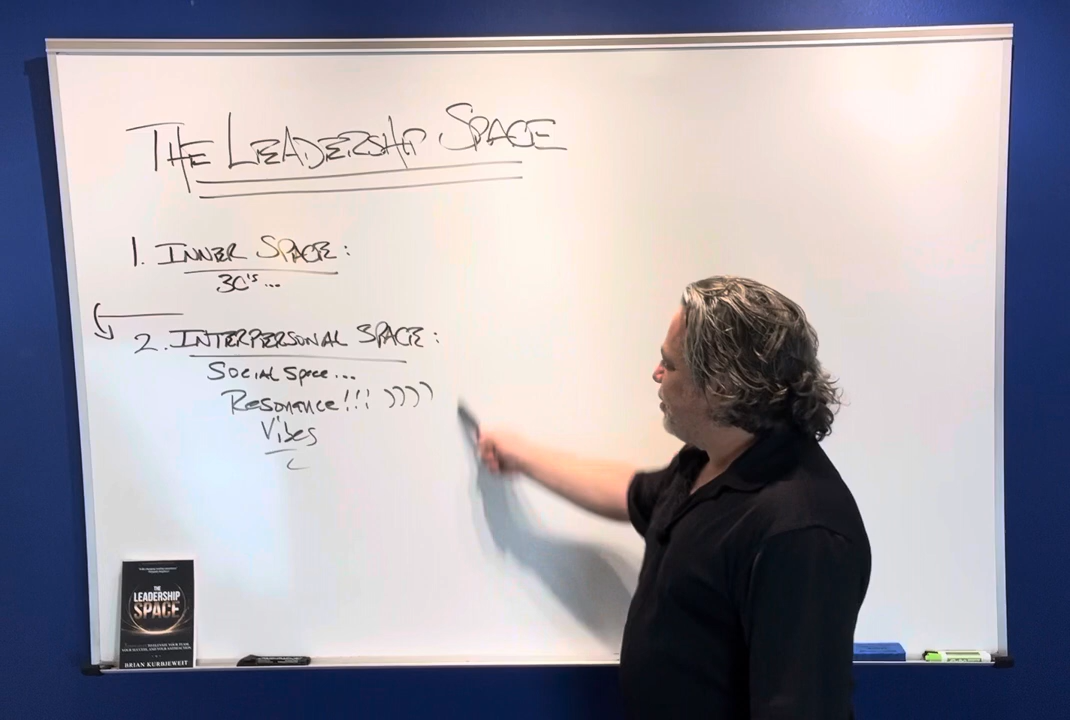 THE LEADERSHIP SPACE
1. INNER SPACE:
3C's...
2. INTERPERSONAL SPACE:
Social Space...
Resonance!!! ))))
Vibes
THE
LEADERSHIP
SPACE
BRIAN KURBJEWEIT